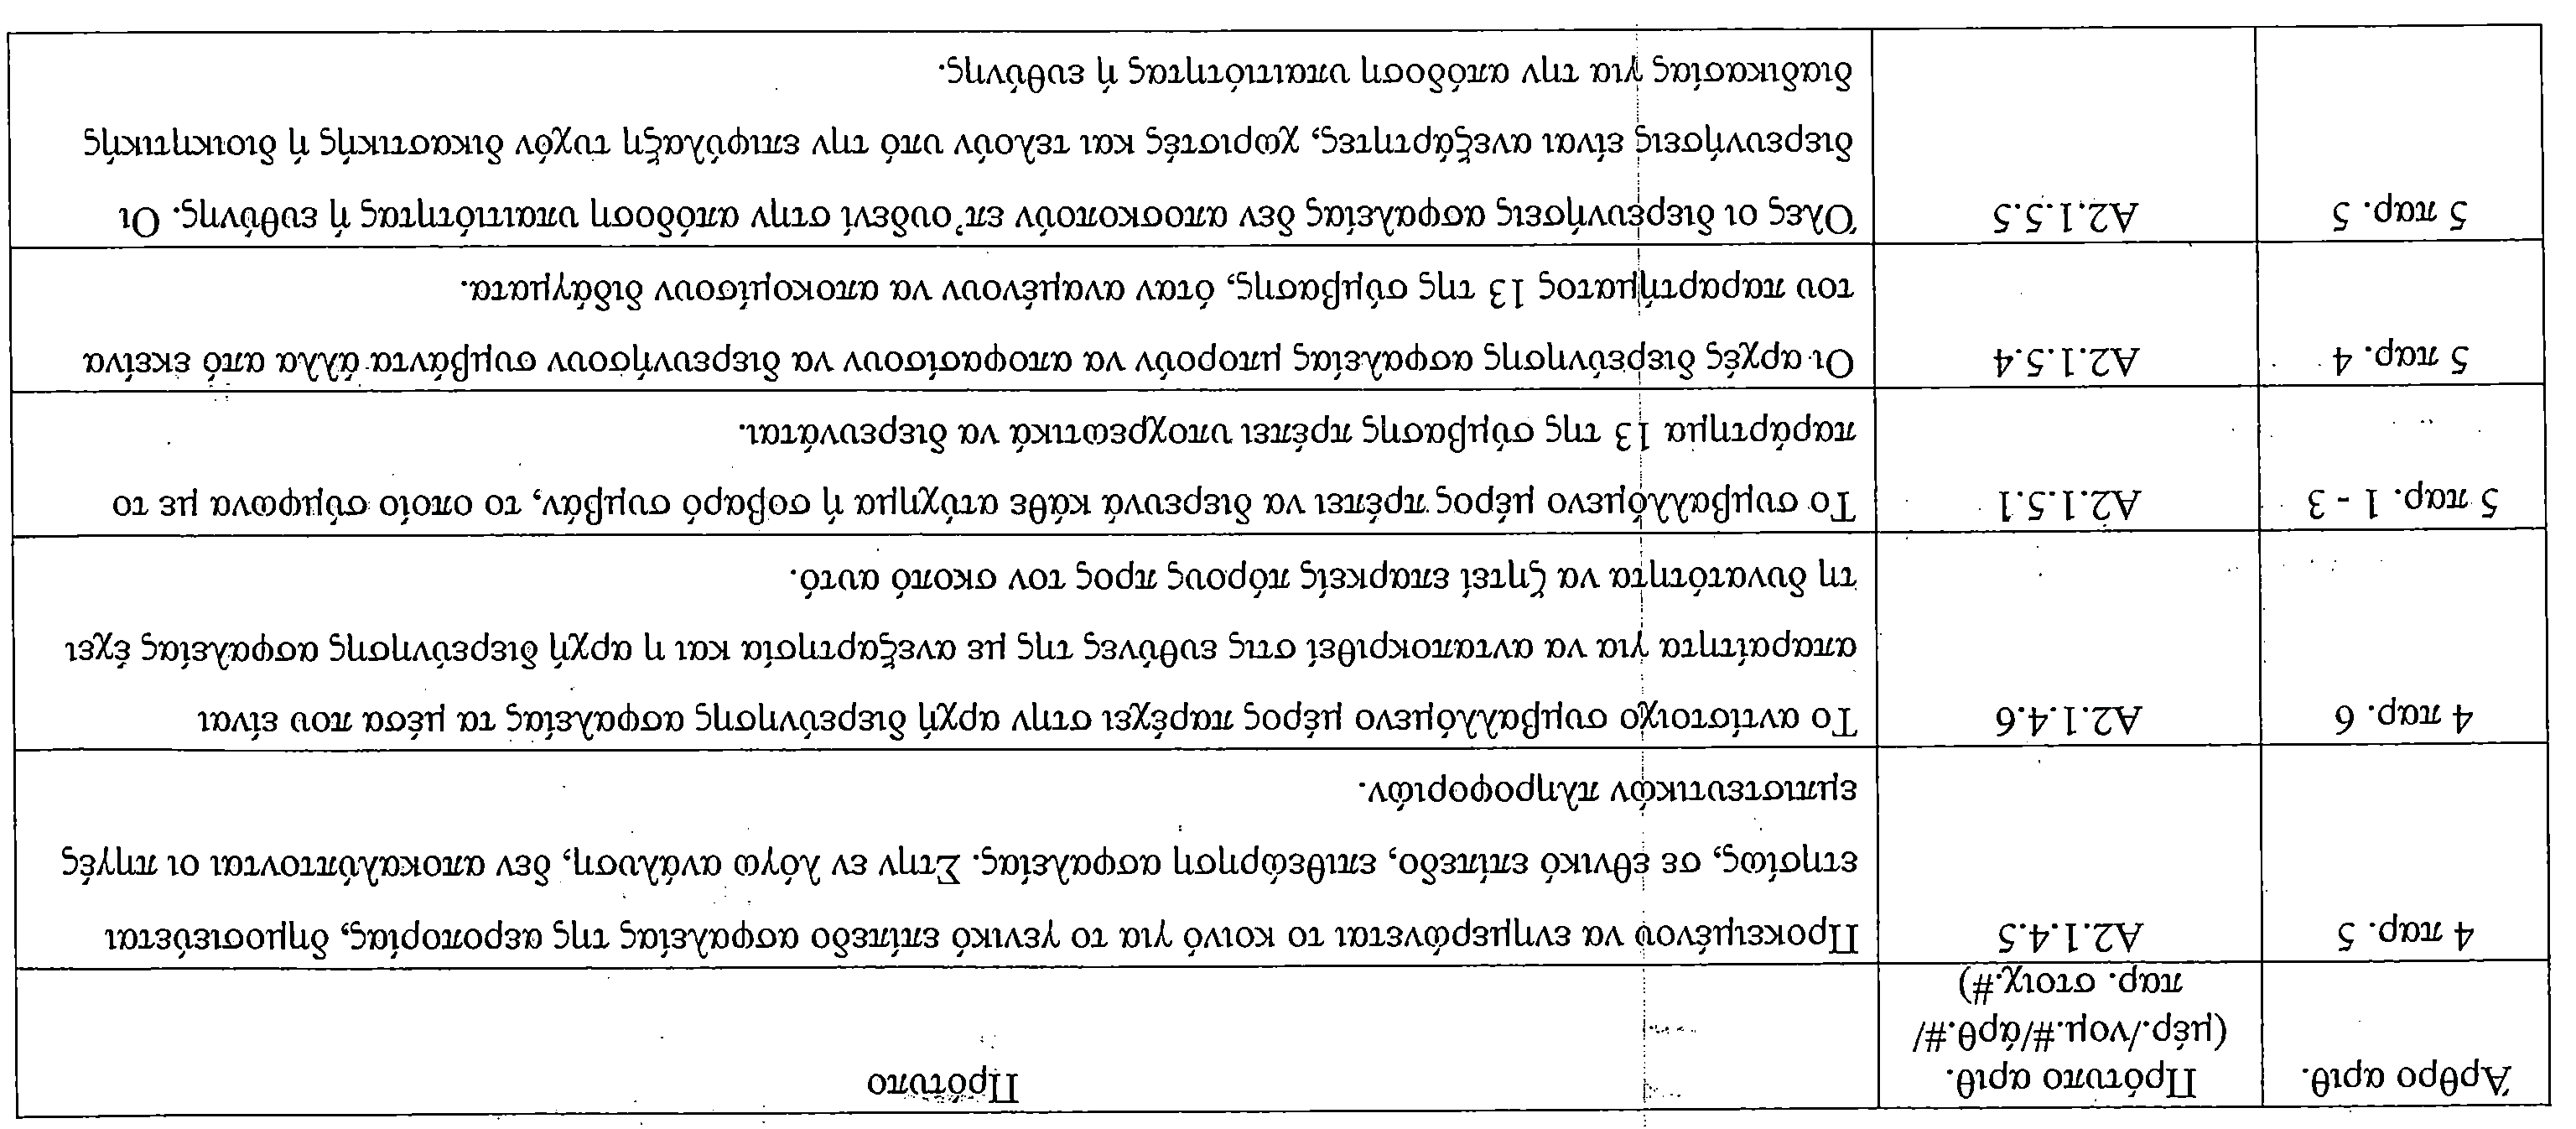 Άρθρο αριθ.
Πρότυπο αριθ.
(μέρ./νομ.#/άρθ.#/
παρ. στοιχ.#)
Πρότυπο
4 παρ. 5
Α2.1.4.5
Προκειμένου να ενημερώνεται το κοινό για το γενικό επίπεδο ασφαλείας της αεροπορίας, δημοσιεύεται
ετησίως, σε εθνικό επίπεδο, επιθεώρηση ασφαλείας. Στην εν λόγω ανάλυση, δεν αποκαλύπτονται οι πηγές
εμπιστευτικών πληροφοριών.
4 παρ. 6
Α2.1.4.6
Το αντίστοιχο συμβαλλόμενο μέρος παρέχει στην αρχή διερεύνησης ασφαλείας τα μέσα που είναι
απαραίτητα για να ανταποκριθεί στις ευθύνες της με ανεξαρτησία και η αρχή διερεύνησης ασφαλείας έχει
τη δυνατότητα να ζητεί επαρκείς πόρους προς τον σκοπό αυτό.
5 παρ. 1 - 3
Α2.1.5.1
Το συμβαλλόμενο μέρος πρέπει να διερευνά κάθε ατύχημα ή σοβαρό συμβάν, το οποίο σύμφωνα με το
παράρτημα 13 της σύμβασης πρέπει υποχρεωτικά να διερευνάται.
5 παρ. 4
Α2.1.5.4
Οι αρχές διερεύνησης ασφαλείας μπορούν να αποφασίσουν να διερευνήσουν συμβάντα άλλα από εκείνα
του παραρτήματος 13 της σύμβασης, όταν αναμένουν να αποκομίσουν διδάγματα.
5 παρ. 5
Α2.1.5.5
Όλες οι διερευνήσεις ασφαλείας δεν αποσκοπούν επ' ουδενί στην απόδοση υπαιτιότητας ή ευθύνης. Οι
διερευνήσεις είναι ανεξάρτητες, χωριστές και τελούν υπό την επιφύλαξη τυχόν δικαστικής ή διοικητικής
διαδικασίας για την απόδοση υπαιτιότητας ή ευθύνης.